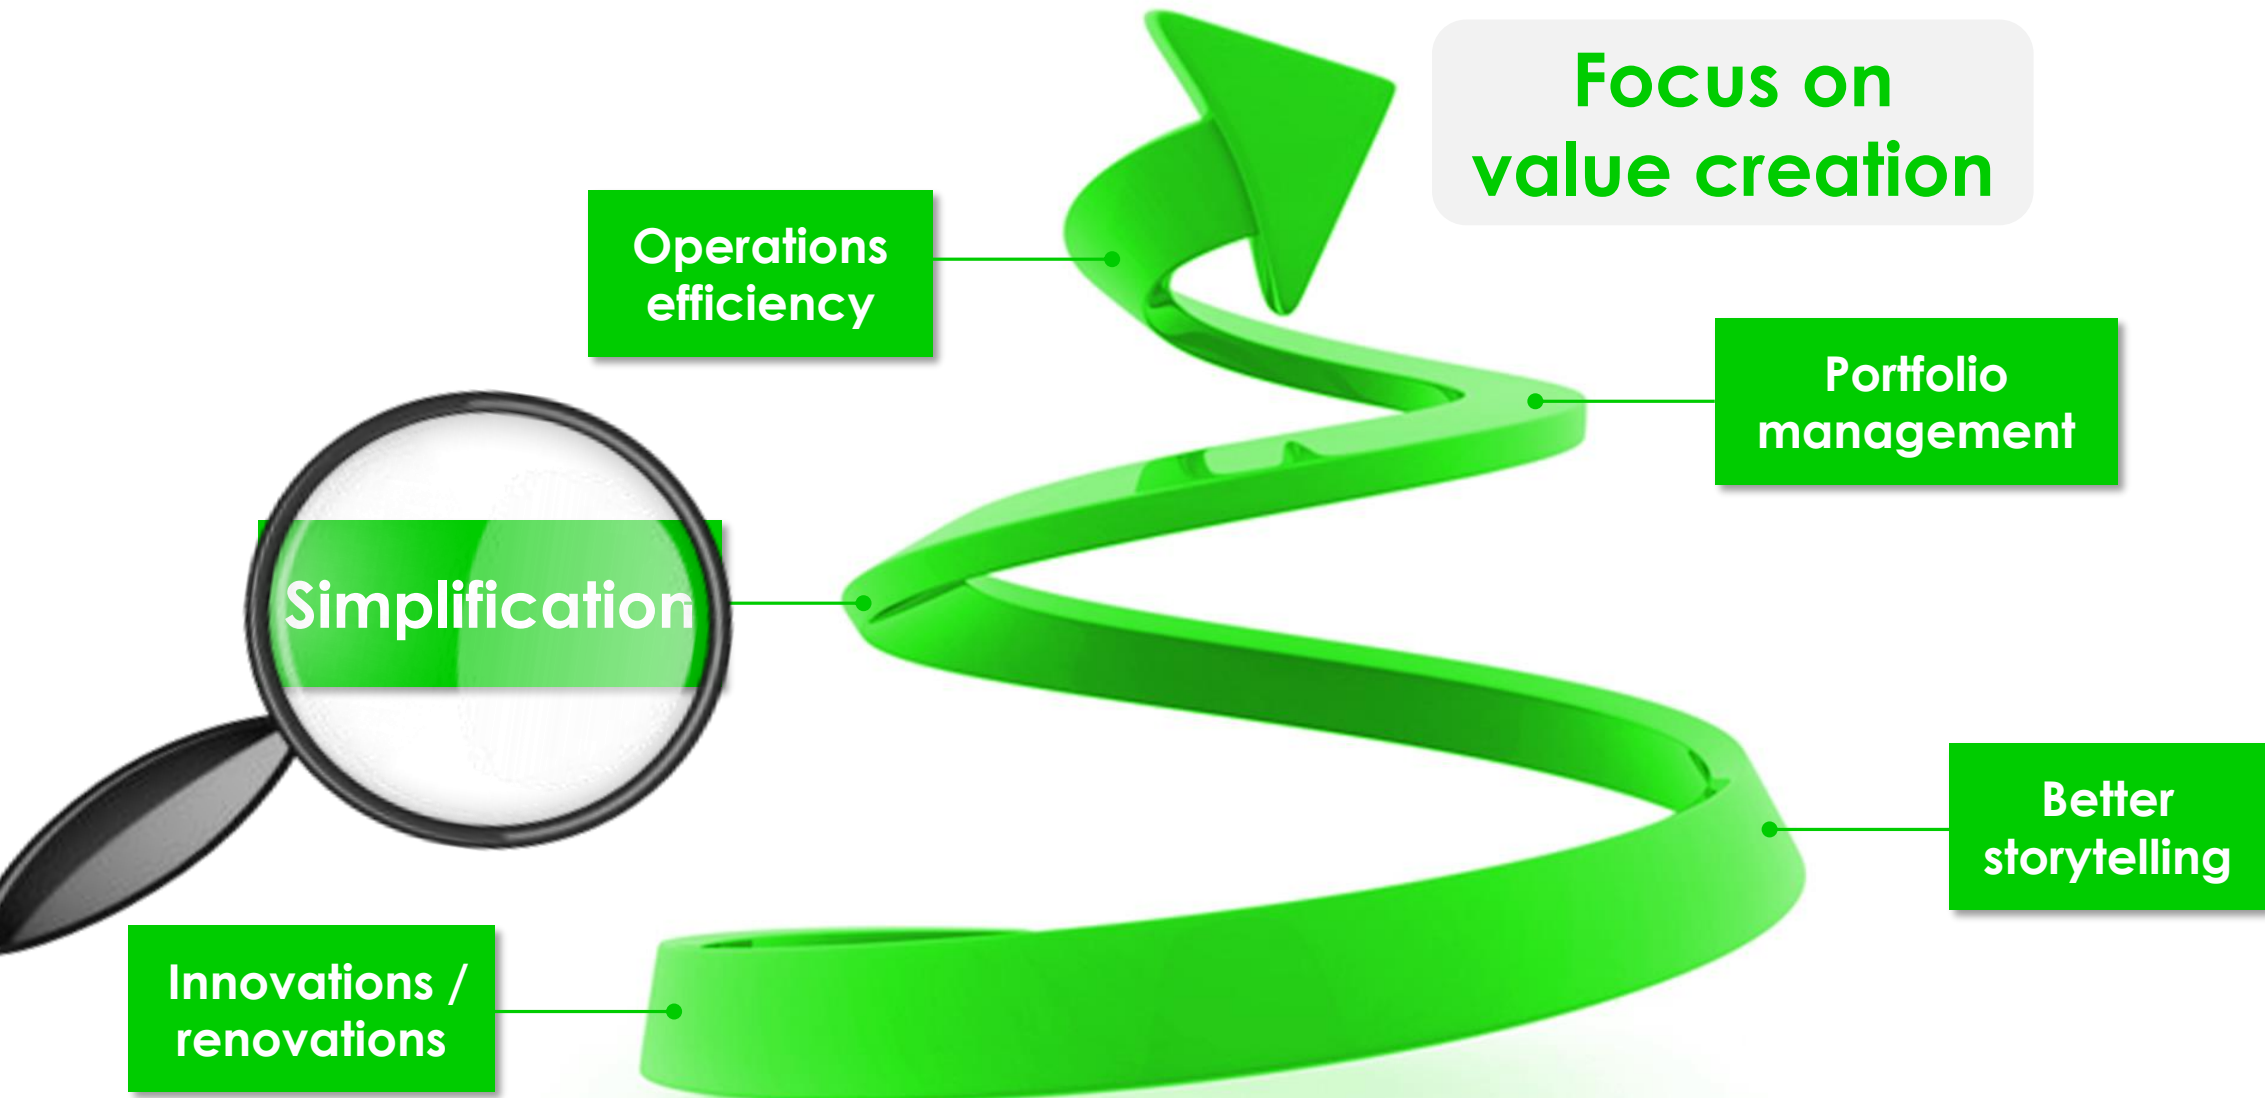 Focus on
value creation
Operations
efficiency
Portfolio
management
Simplification
Better
storytelling
Innovations /
renovations